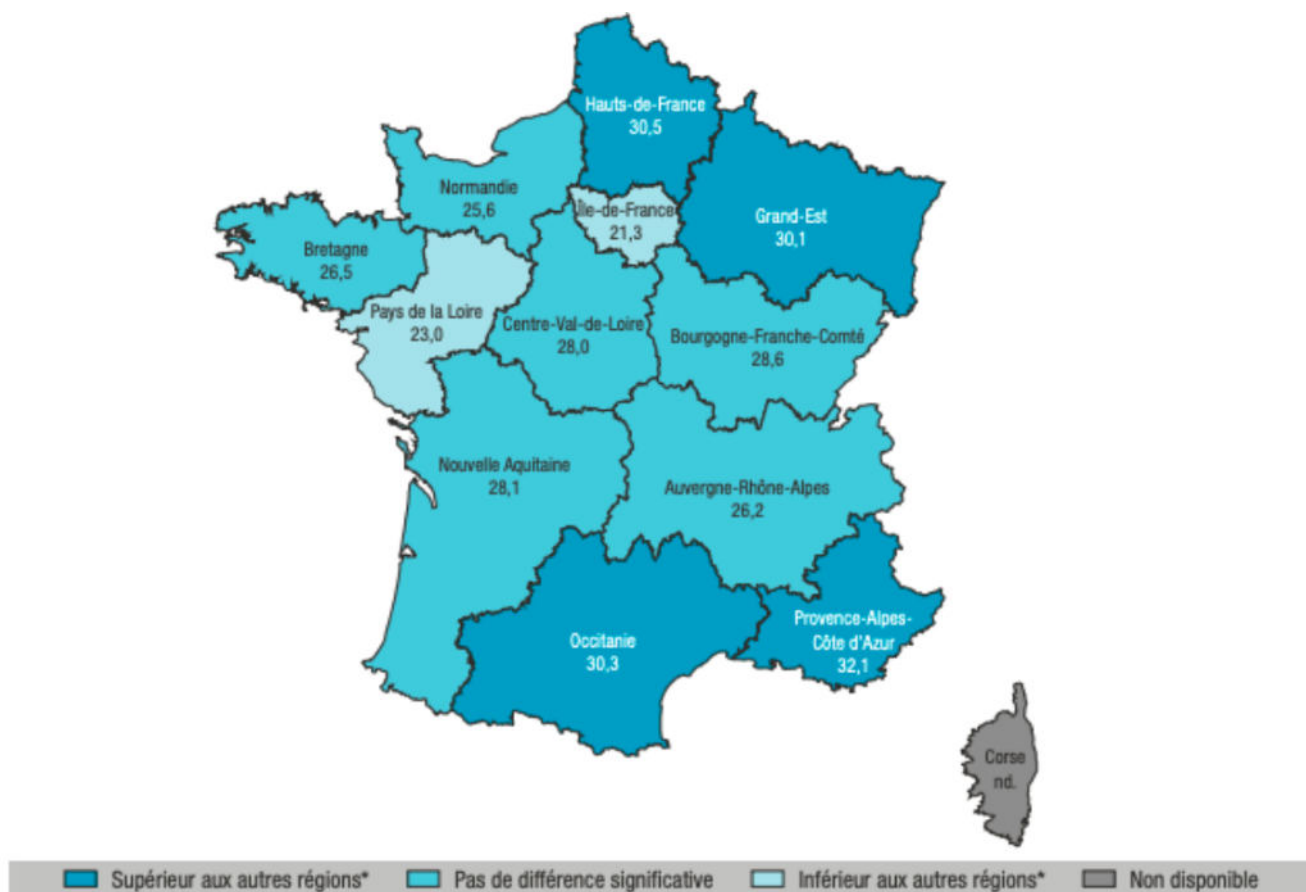 Hauts-de-France
30,5
Normandie
25,6
Île-de-France
21,3
Grand-Est
30,1
Bretagne
26,5
Pays de la Loire
23,0
Centre-Val-de-Loire
28,0
Bourgogne-Franche-Comté
28,6
Nouvelle Aquitaine
28,1
Auvergne-Rhône-Alpes
26,2
Occitanie
30,3
Provence-Alpes-
Côte d'Azur
32,1
Corse
nd.
Supérieur aux autres régions* Pas de différence significative Inférieur aux autres régions* Non disponible